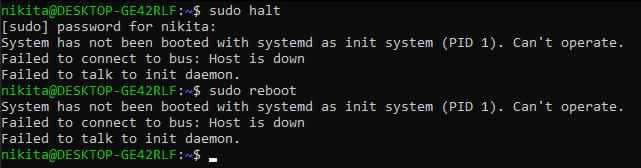 nikita@DESKTOP-GE42RLF:~$ sudo halt
[sudo] password for nikita:
System has not been booted with systemd as init system (PID 1). Can't operate.
Failed to connect to bus: Host is down
Failed to talk to init daemon.
nikita@DESKTOP-GE42RLF:~$ sudo reboot
System has not been booted with systemd as init system (PID 1). Can't operate.
Failed to connect to bus: Host is down
Failed to talk to init daemon.
nikita@DESKTOP-GE42RLF:~$